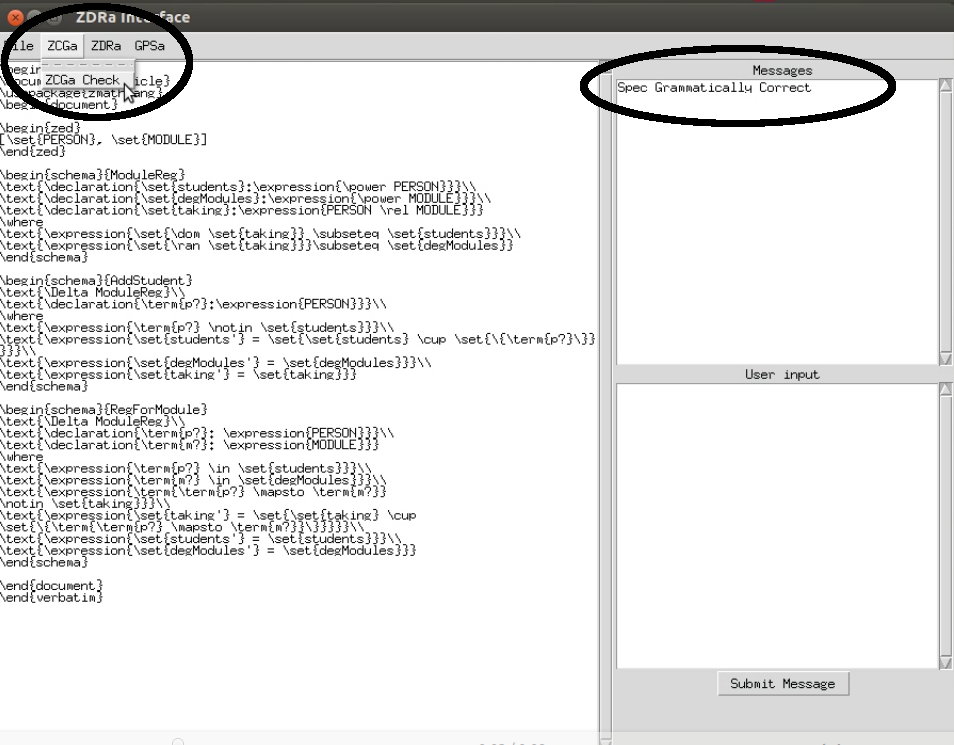 ZDRa Interface
ile ZCGa ZDRa GPSa
ZCGa Check
Messages
Spec Grammatically Correct
\begin{document}
\begin{zed}
[\set{PERSON}, \set{MODULE}]
\end{zed}
\begin{schema}{ModuleReg}
\text{\declaration{\set{students}:\expression{\power PERSON}}}\\
\text{\declaration{\set{degModules}:\expression{\power MODULE}}}\\
\text{\declaration{\set{taking}:\expression{PERSON \rel MODULE}}}
\where
\text{\expression{\set{\dom \set{taking}} \subseteq \set{students}}}\\
\text{\expression{\set{\ran \set{taking}}}\subseteq \set{degModules}}
\end{schema}
\begin{schema}{AddStudent}
\text{\Delta ModuleReg}\\
\text{\declaration{\term{p?}:\expression{PERSON}}}\\
\where
\text{\expression{\term{p?} \notin \set{students}}}\\
\text{\expression{\set{students'} = \set{\set{students} \cup \set{\{\term{p?}\}}
}}}\\
\text{\expression{\set{degModules'} = \set{degModules}}}\\
\text{\expression{\set{taking'} = \set{taking}}}
\end{schema}
\begin{schema}{RegForModule}
\text{\Delta ModuleReg}\\
\text{\declaration{\term{p?}: \expression{PERSON}}}\\
\text{\declaration{\term{m?}: \expression{MODULE}}}
\where
\text{\expression{\term{p?} \in \set{students}}}\\
\text{\expression{\term{m?} \in \set{degModules}}}\\
\text{\expression{\term{\term{p?} \mapsto \term{m?}}
\notin \set{taking}}}\\
\text{\expression{\set{taking'} = \set{\set{taking} \cup
\set{\{\term{\term{p?} \mapsto \term{m?}}\}}}}}\\
\text{\expression{\set{students'} = \set{students}}}\\
\text{\expression{\set{degModules'} = \set{degModules}}}
\end{schema}
\end{document}
\end{verbatim}
User input
Submit Message